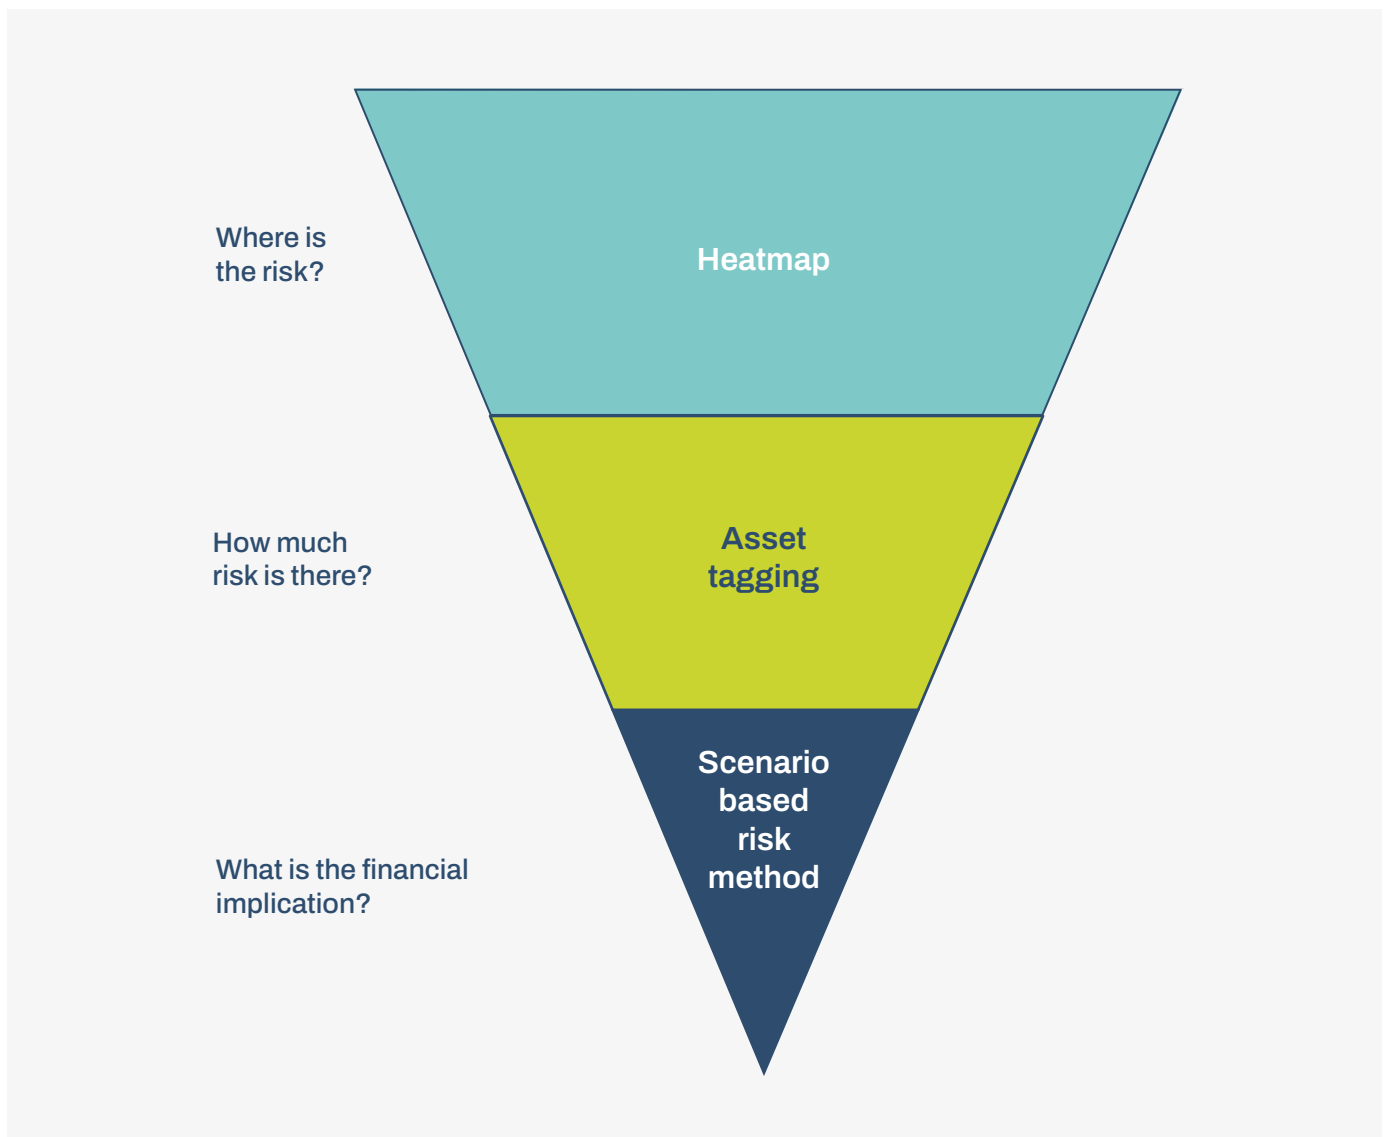 Where is
the risk?
Heatmap
How much
risk is there?
Asset
tagging
What is the financial
implication?
Scenario
based
risk
method